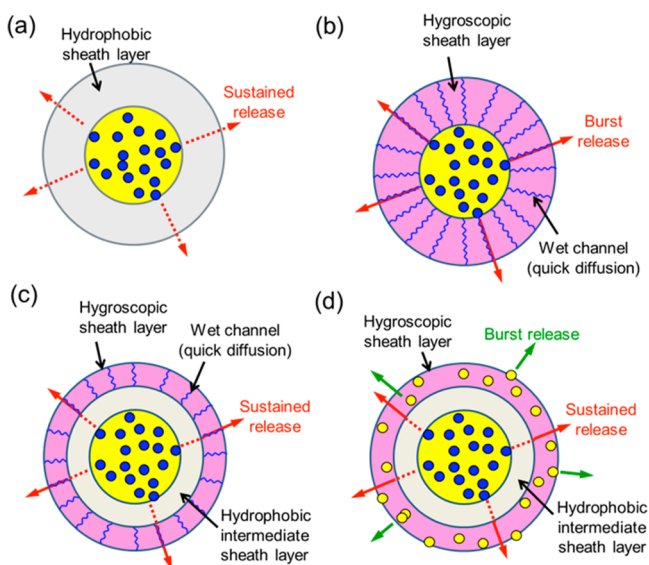 (a)
Hydrophobic
sheath layer
Sustained
release
(b)
Hygroscopic
sheath layer
Burst
release
Wet channel
(quick diffusion)
(c)
Hygroscopic
sheath layer
Wet channel
(quick diffusion)
Sustained
release
Hydrophobic
intermediate
sheath layer
(d)
Hygroscopic
sheath layer
Burst release
Sustained
release
Hydrophobic
intermediate
sheath layer